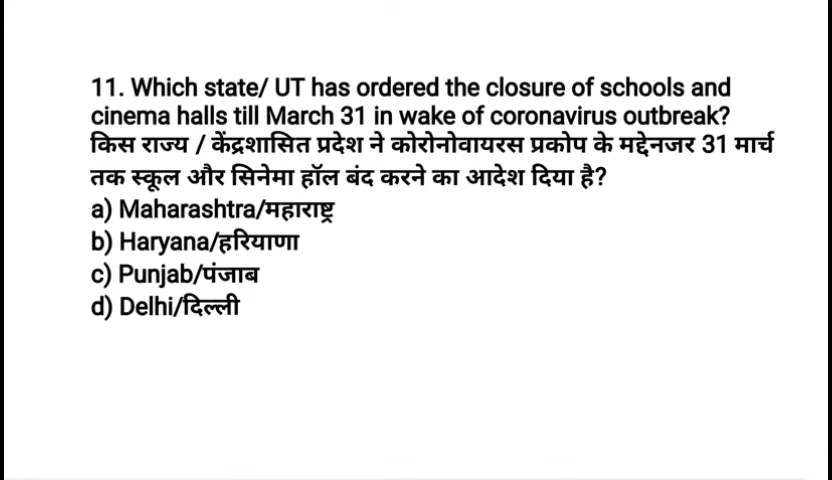 11. Which state/ UT has ordered the closure of schools and
cinema halls till March 31 in wake of coronavirus outbreak?
किस राज्य / केंद्रशासित प्रदेश ने कोरोनोवायरस प्रकोप के मद्देनजर 31 मार्च
तक स्कूल और सिनेमा हॉल बंद करने का आदेश दिया है?
a) Maharashtra/महाराष्ट्र
b) Haryana/हरियाणा
c) Punjab/पंजाब
d) Delhi/दिल्ली